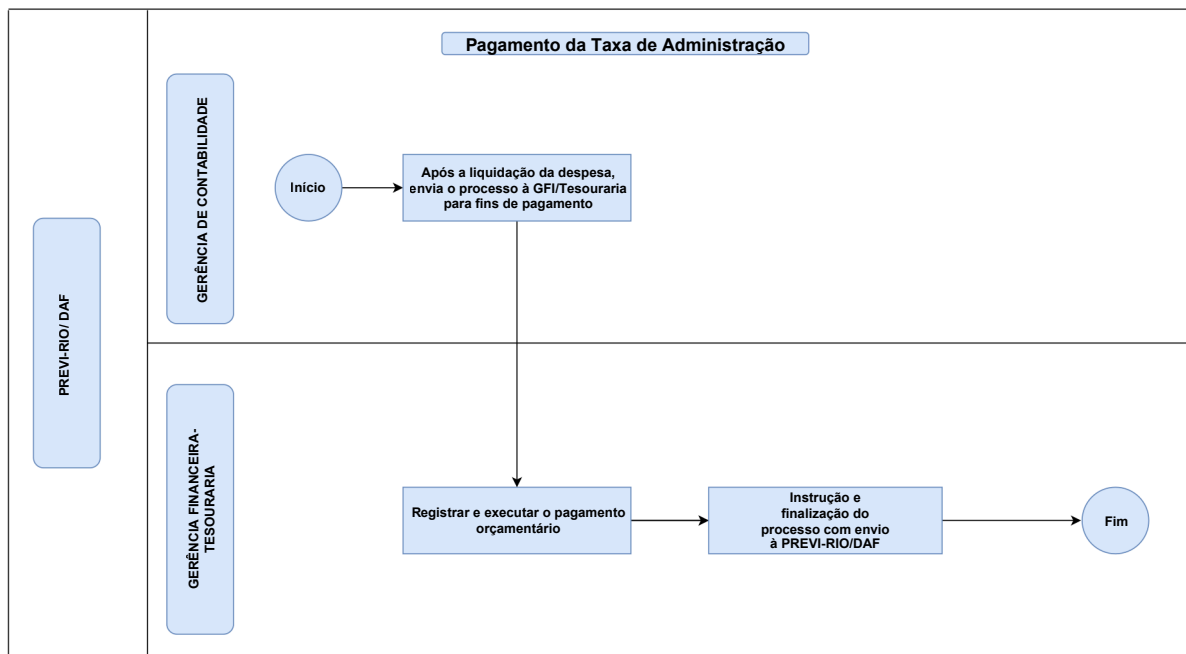 Pagamento da Taxa de Administração
PREVI-RIO/ DAF
GERÊNCIA DE CONTABILIDADE
Início
Após a liquidação da despesa,
envia o processo à GFI/Tesouraria
para fins de pagamento
GERÊNCIA FINANCEIRA-
TESOURARIA
Registrar e executar o pagamento
orçamentário
Instrução e
finalização do
processo com envio
à PREVI-RIO/DAF
Fim